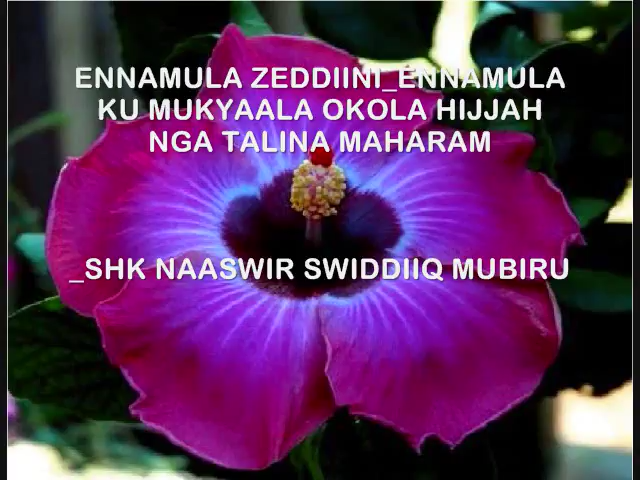 ENNAMULA ZEDDIINI_ENNAMULA
KU MUKYAALA OKOLA HIJJAH
NGA TALINA MAHARAM
_SHK NAASWIR SWIDDIIQ MUBIRU